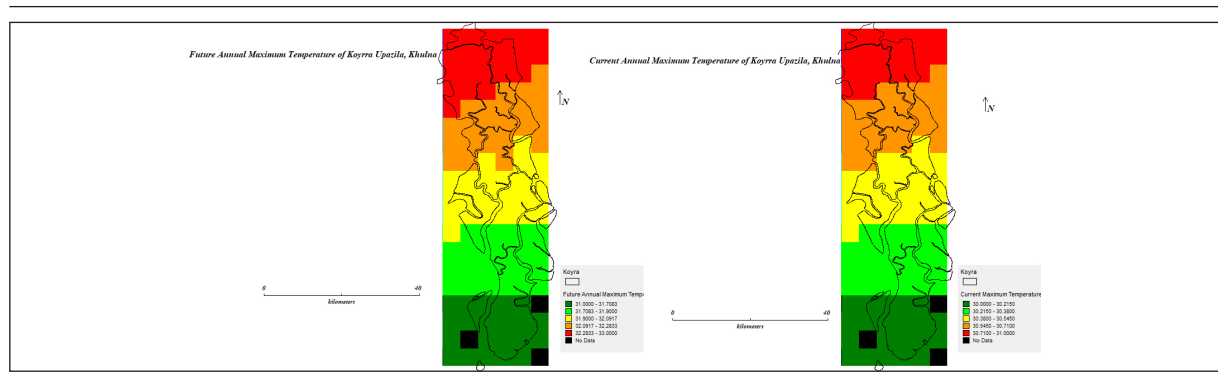 Future Annual Maximum Temperature of Koyrra Upazila, Khulna
N
0 40
kilometers
Koyra
Future Annual Maximum Tempe
31.0000 - 31.7083
31.7083 - 31.9000
31.9000 - 32.0917
32.0917 - 32.2833
32.2833 - 33.0000
No Data
Current Annual Maximum Temperature of Koyrra Upazila, Khulna
N
0 40
kilometers
Koyra
Current Maximum Temperature
30.0000 - 30.2150
30.2150 - 30.3800
30.3800 - 30.5450
30.5450 - 30.7100
30.7100 - 31.0000
No Data